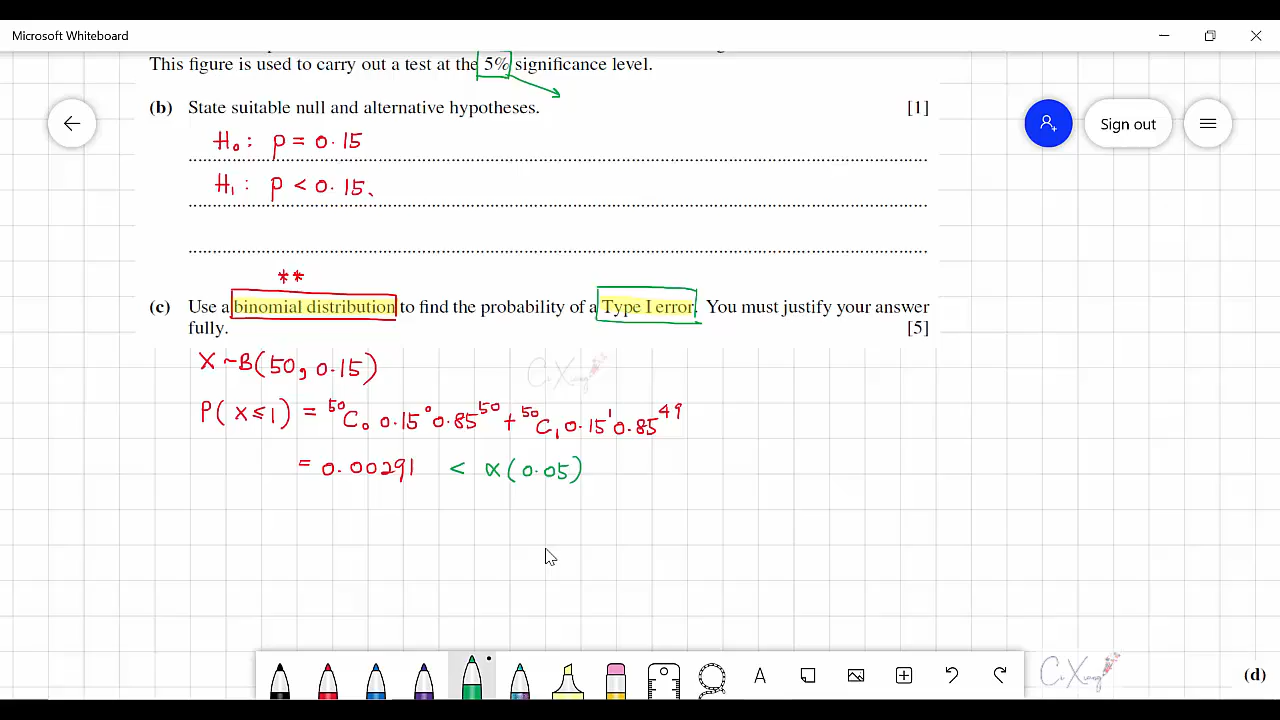 Microsoft Whiteboard
This figure is used to carry out a test at the 5% significance level.
(b) State suitable null and alternative hypotheses. [1]
Sign out
H₀: p = 0.15
H₁: p < 0.15.
**
(c) Use a binomial distribution to find the probability of a Type I error. You must justify your answer
fully. [5]
X ~ B(50, 0.15)
P(X ≤ 1) = ⁵⁰C₀ 0.15⁰ 0.85⁵⁰ + ⁵⁰C₁ 0.15¹ 0.85⁴⁹
= 0.00291 < α(0.05)
(d)